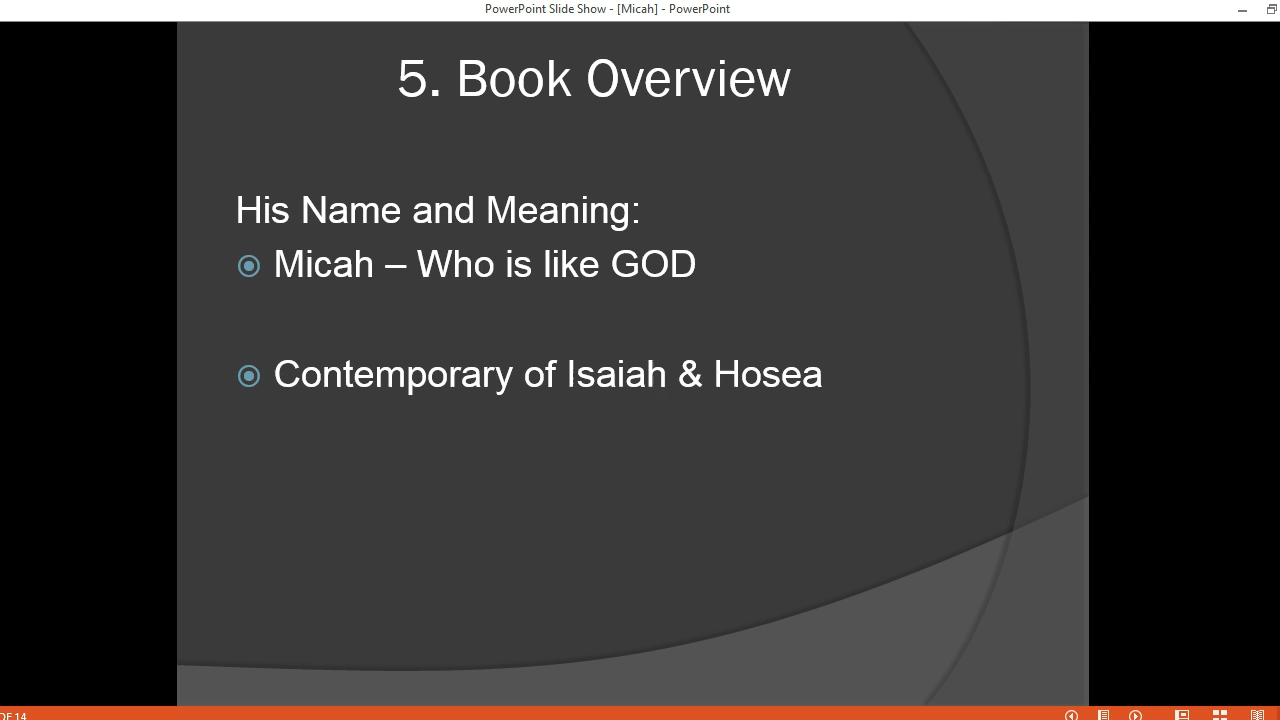 PowerPoint Slide Show - [Micah] - PowerPoint
5. Book Overview
His Name and Meaning:
Micah – Who is like GOD
Contemporary of Isaiah & Hosea
OF 14